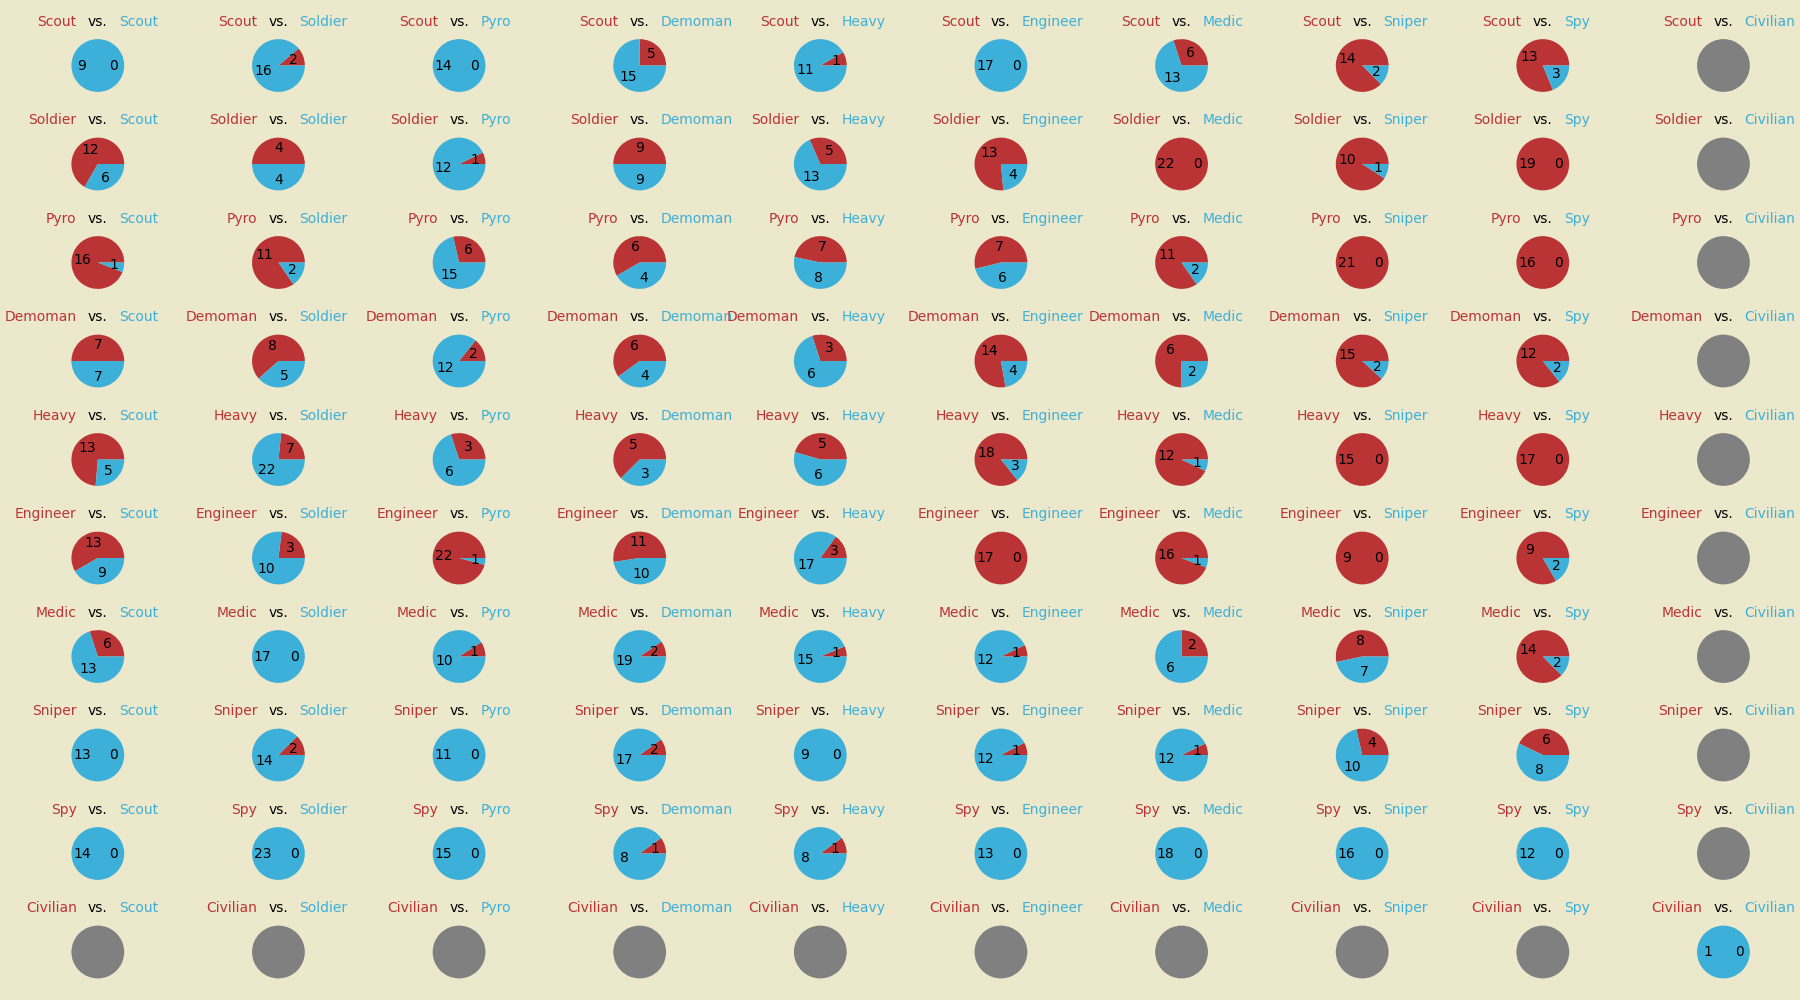 Scout vs. Scout Scout vs. Soldier Scout vs. Pyro Scout vs. Demoman Scout vs. Heavy Scout vs. Engineer Scout vs. Medic Scout vs. Sniper Scout vs. Spy Scout vs. Civilian
9 0 16 2 14 0 15 5 11 1 17 0 13 6 14 2 13 3
Soldier vs. Scout Soldier vs. Soldier Soldier vs. Pyro Soldier vs. Demoman Soldier vs. Heavy Soldier vs. Engineer Soldier vs. Medic Soldier vs. Sniper Soldier vs. Spy Soldier vs. Civilian
12 6 4 4 12 1 9 9 13 5 13 4 22 0 10 1 19 0
Pyro vs. Scout Pyro vs. Soldier Pyro vs. Pyro Pyro vs. Demoman Pyro vs. Heavy Pyro vs. Engineer Pyro vs. Medic Pyro vs. Sniper Pyro vs. Spy Pyro vs. Civilian
16 1 11 2 15 6 6 4 7 8 7 6 11 2 21 0 16 0
Demoman vs. Scout Demoman vs. Soldier Demoman vs. Pyro Demoman vs. Demoman Demoman vs. Heavy Demoman vs. Engineer Demoman vs. Medic Demoman vs. Sniper Demoman vs. Spy Demoman vs. Civilian
7 7 8 5 12 2 6 4 6 3 14 4 6 2 15 2 12 2
Heavy vs. Scout Heavy vs. Soldier Heavy vs. Pyro Heavy vs. Demoman Heavy vs. Heavy Heavy vs. Engineer Heavy vs. Medic Heavy vs. Sniper Heavy vs. Spy Heavy vs. Civilian
13 5 22 7 6 3 5 3 5 6 18 3 12 1 15 0 17 0
Engineer vs. Scout Engineer vs. Soldier Engineer vs. Pyro Engineer vs. Demoman Engineer vs. Heavy Engineer vs. Engineer Engineer vs. Medic Engineer vs. Sniper Engineer vs. Spy Engineer vs. Civilian
13 9 10 3 22 1 11 10 17 3 17 0 16 1 9 0 9 2
Medic vs. Scout Medic vs. Soldier Medic vs. Pyro Medic vs. Demoman Medic vs. Heavy Medic vs. Engineer Medic vs. Medic Medic vs. Sniper Medic vs. Spy Medic vs. Civilian
13 6 17 0 10 1 19 2 15 1 12 1 6 2 8 7 14 2
Sniper vs. Scout Sniper vs. Soldier Sniper vs. Pyro Sniper vs. Demoman Sniper vs. Heavy Sniper vs. Engineer Sniper vs. Medic Sniper vs. Sniper Sniper vs. Spy Sniper vs. Civilian
13 0 14 2 11 0 17 2 9 0 12 1 12 1 10 4 6 8
Spy vs. Scout Spy vs. Soldier Spy vs. Pyro Spy vs. Demoman Spy vs. Heavy Spy vs. Engineer Spy vs. Medic Spy vs. Sniper Spy vs. Spy Spy vs. Civilian
14 0 23 0 15 0 8 1 8 1 13 0 18 0 16 0 12 0
Civilian vs. Scout Civilian vs. Soldier Civilian vs. Pyro Civilian vs. Demoman Civilian vs. Heavy Civilian vs. Engineer Civilian vs. Medic Civilian vs. Sniper Civilian vs. Spy Civilian vs. Civilian
1 0